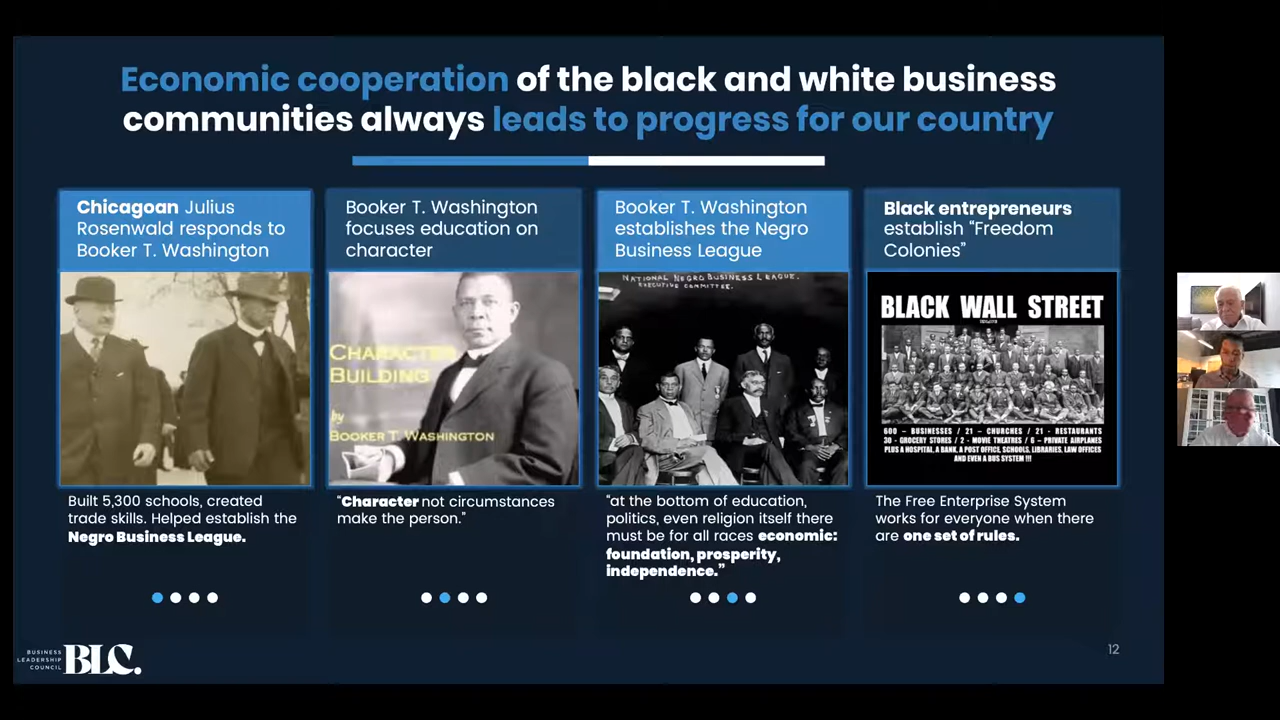 Economic cooperation of the black and white business
communities always leads to progress for our country
Chicagoan Julius
Rosenwald responds to
Booker T. Washington
Built 5,300 schools, created
trade skills. Helped establish the
Negro Business League.
Booker T. Washington
focuses education on
character
CHARACTER
BUILDING
by
BOOKER T. WASHINGTON
“Character not circumstances
make the person.”
Booker T. Washington
establishes the Negro
Business League
NATIONAL NEGRO BUSINESS LEAGUE.
EXECUTIVE COMMITTEE.
“at the bottom of education,
politics, even religion itself there
must be for all races economic:
foundation, prosperity,
independence.”
Black entrepreneurs
establish “Freedom
Colonies”
BLACK WALL STREET
600 - BUSINESSES / 21 - CHURCHES / 21 - RESTAURANTS
30 - GROCERY STORES / 2 - MOVIE THEATRES / 6 - PRIVATE AIRPLANES
PLUS A HOSPITAL, A BANK, A POST OFFICE, SCHOOLS, LIBRARIES, LAW OFFICES
AND EVEN A BUS SYSTEM !!!
The Free Enterprise System
works for everyone when there
are one set of rules.
BUSINESS
LEADERSHIP
COUNCIL
BLC.
12